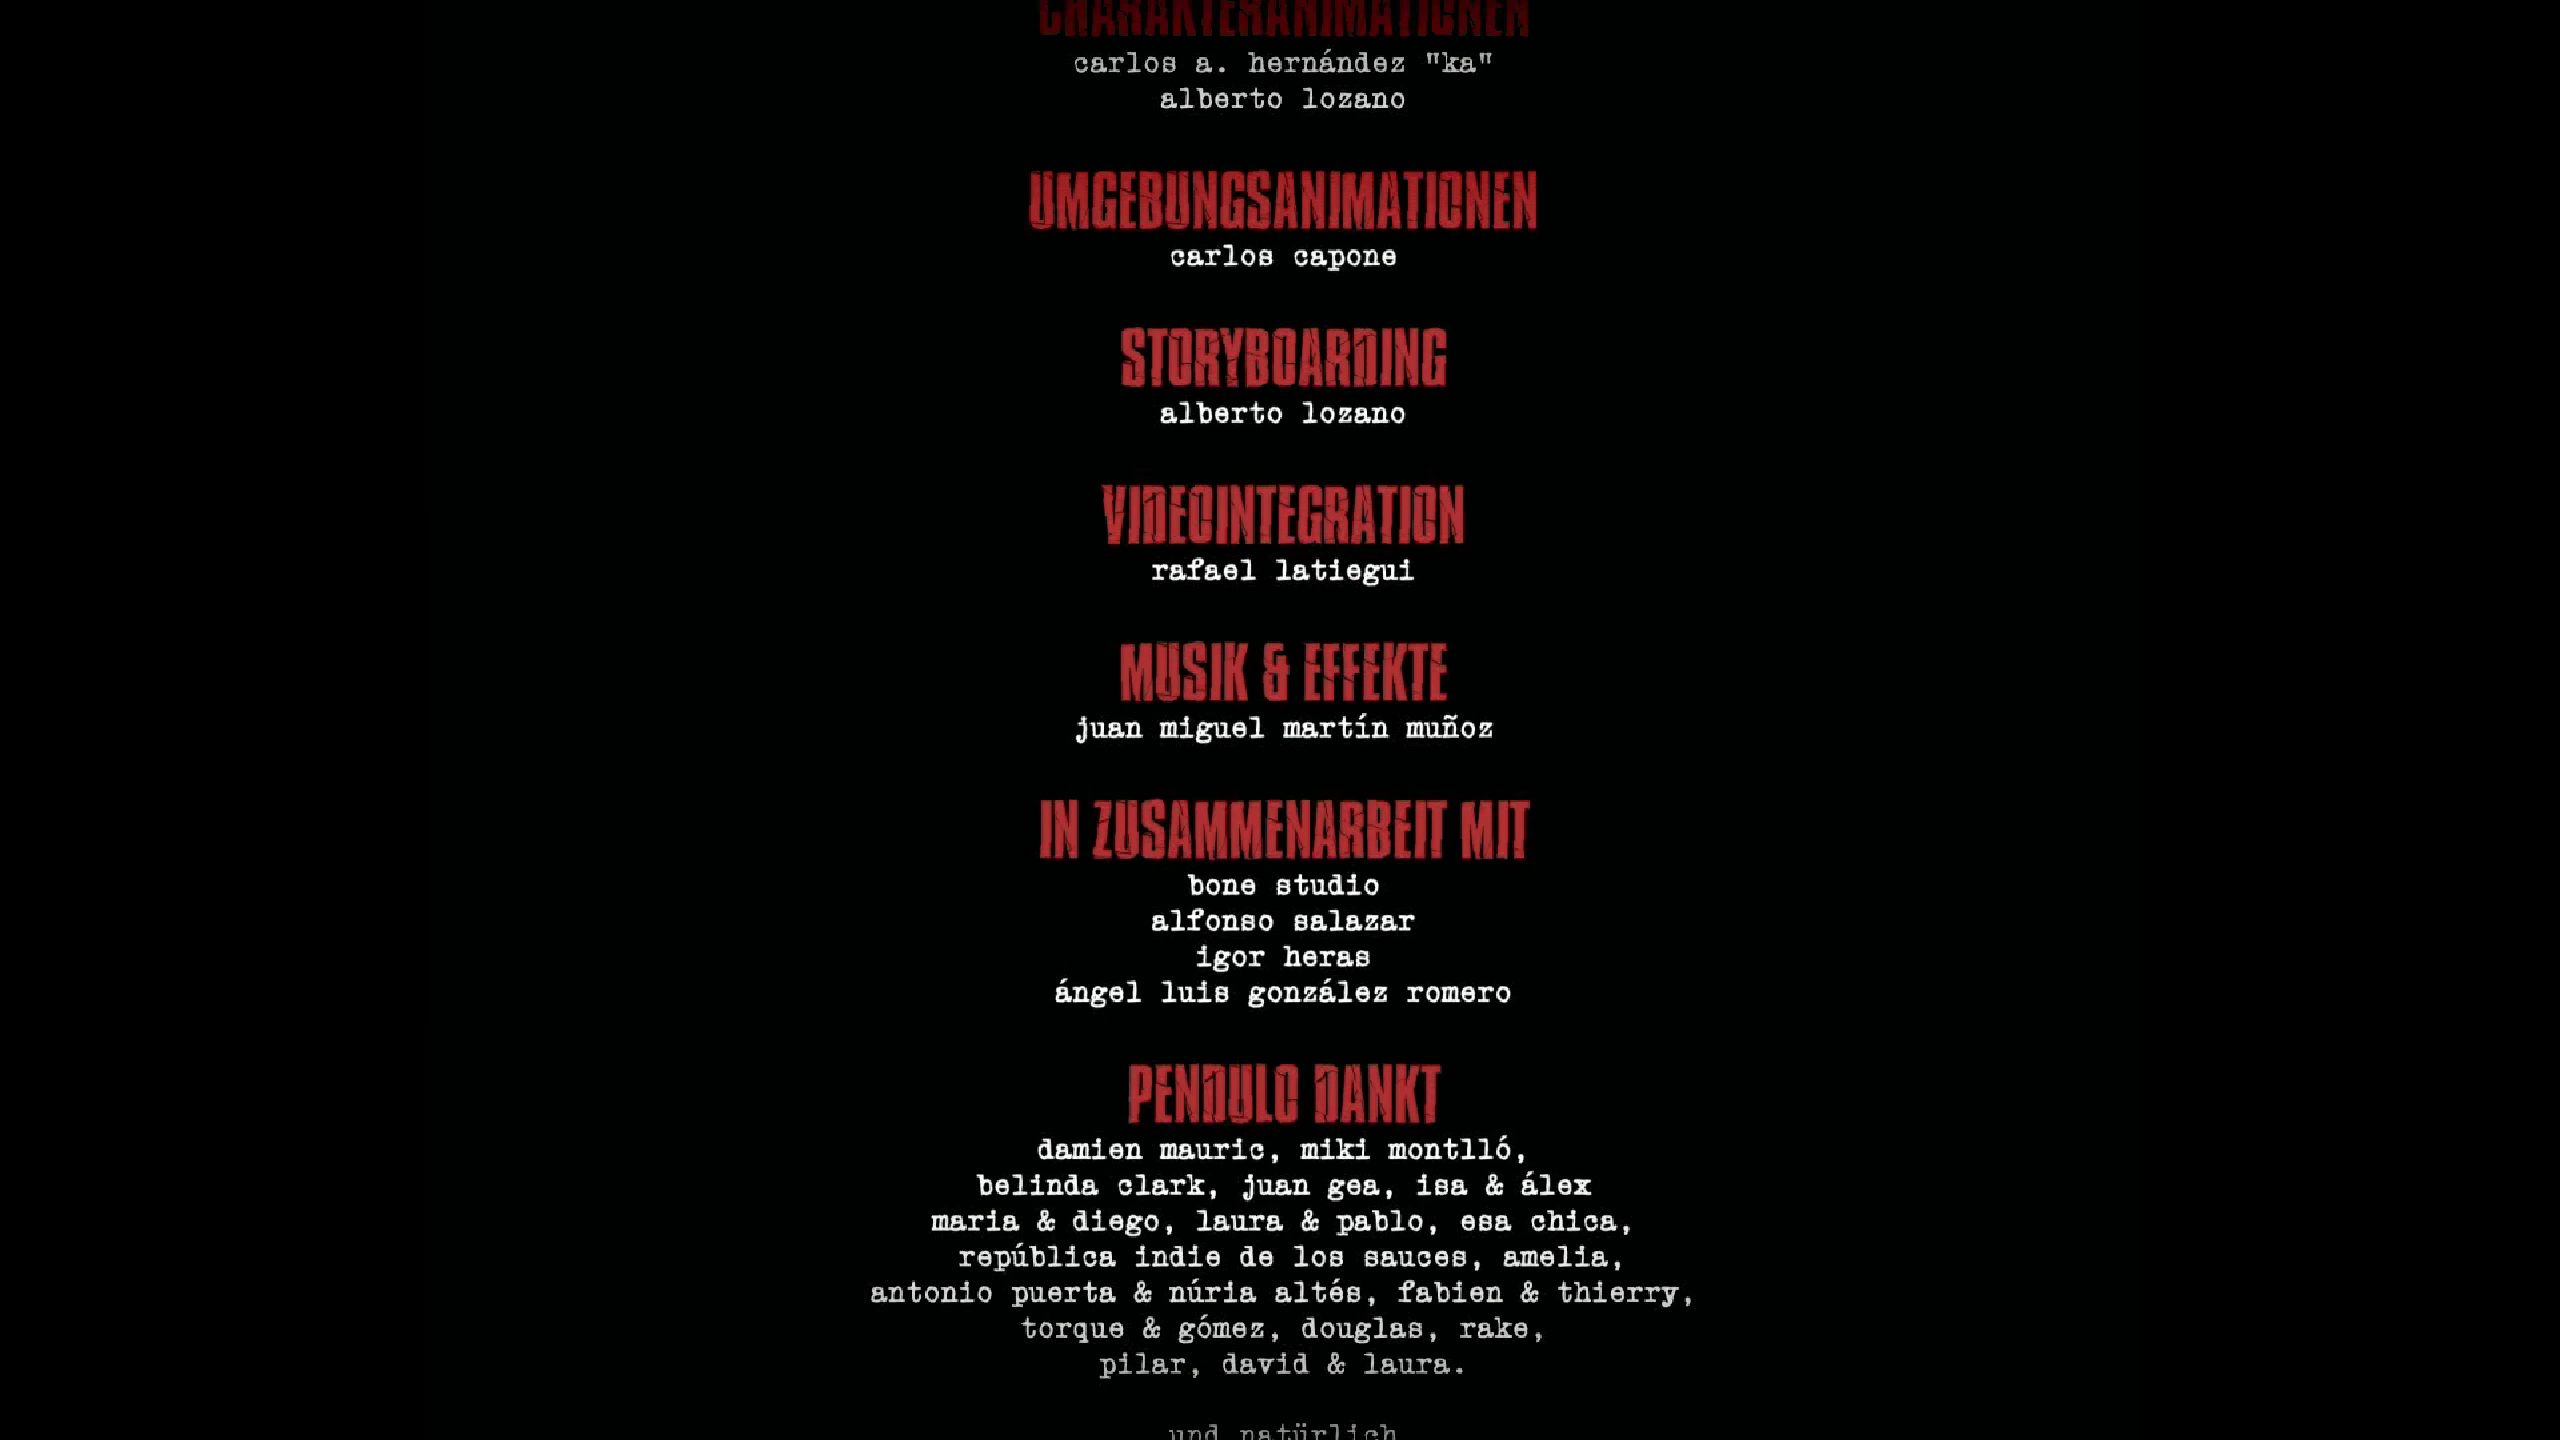 CHARAKTERANIMATIONEN
carlos a. hernández "ka"
alberto lozano
UMGEBUNGSANIMATIONEN
carlos capone
STORYBOARDING
alberto lozano
VIDEOINTEGRATION
rafael latiegui
MUSIK & EFFEKTE
juan miguel martín muñoz
IN ZUSAMMENARBEIT MIT
bone studio
alfonso salazar
igor heras
ángel luis gonzález romero
PENDULO DANKT
damien mauric, miki montlló,
belinda clark, juan gea, isa & álex
maria & diego, laura & pablo, esa chica,
república indie de los sauces, amelia,
antonio puerta & núria altés, fabien & thierry,
torque & gómez, douglas, rake,
pilar, david & laura.
und natürlich